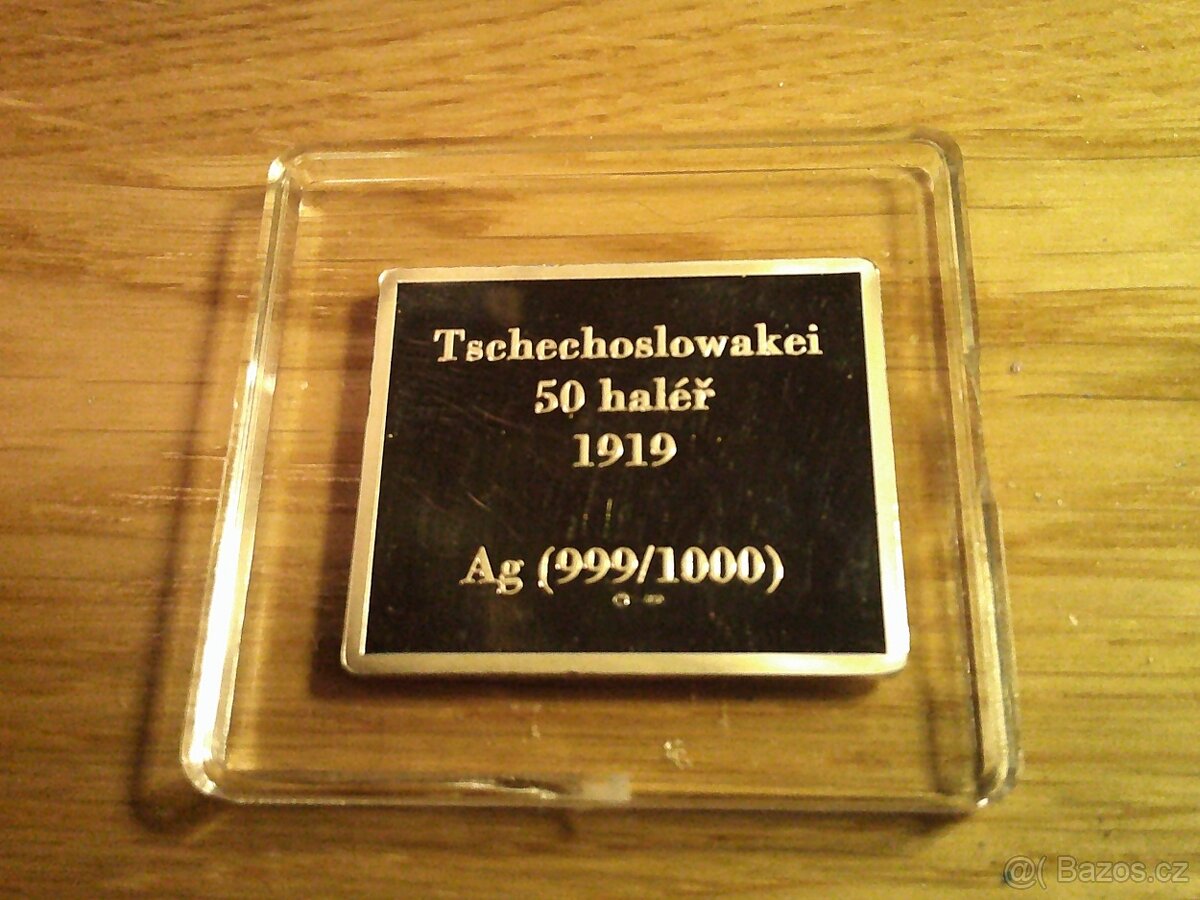 Tschechoslowakei
50 haléř
1919
Ag (999/1000)
@( Bazos.cz